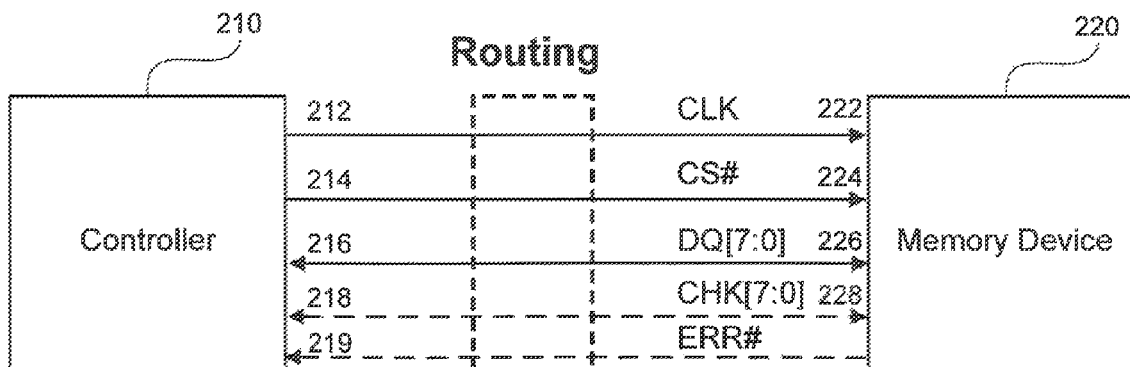 210
220
Routing
212 CLK 222
214 CS# 224
Controller 216 DQ[7:0] 226 Memory Device
218 CHK[7:0] 228
219 ERR#